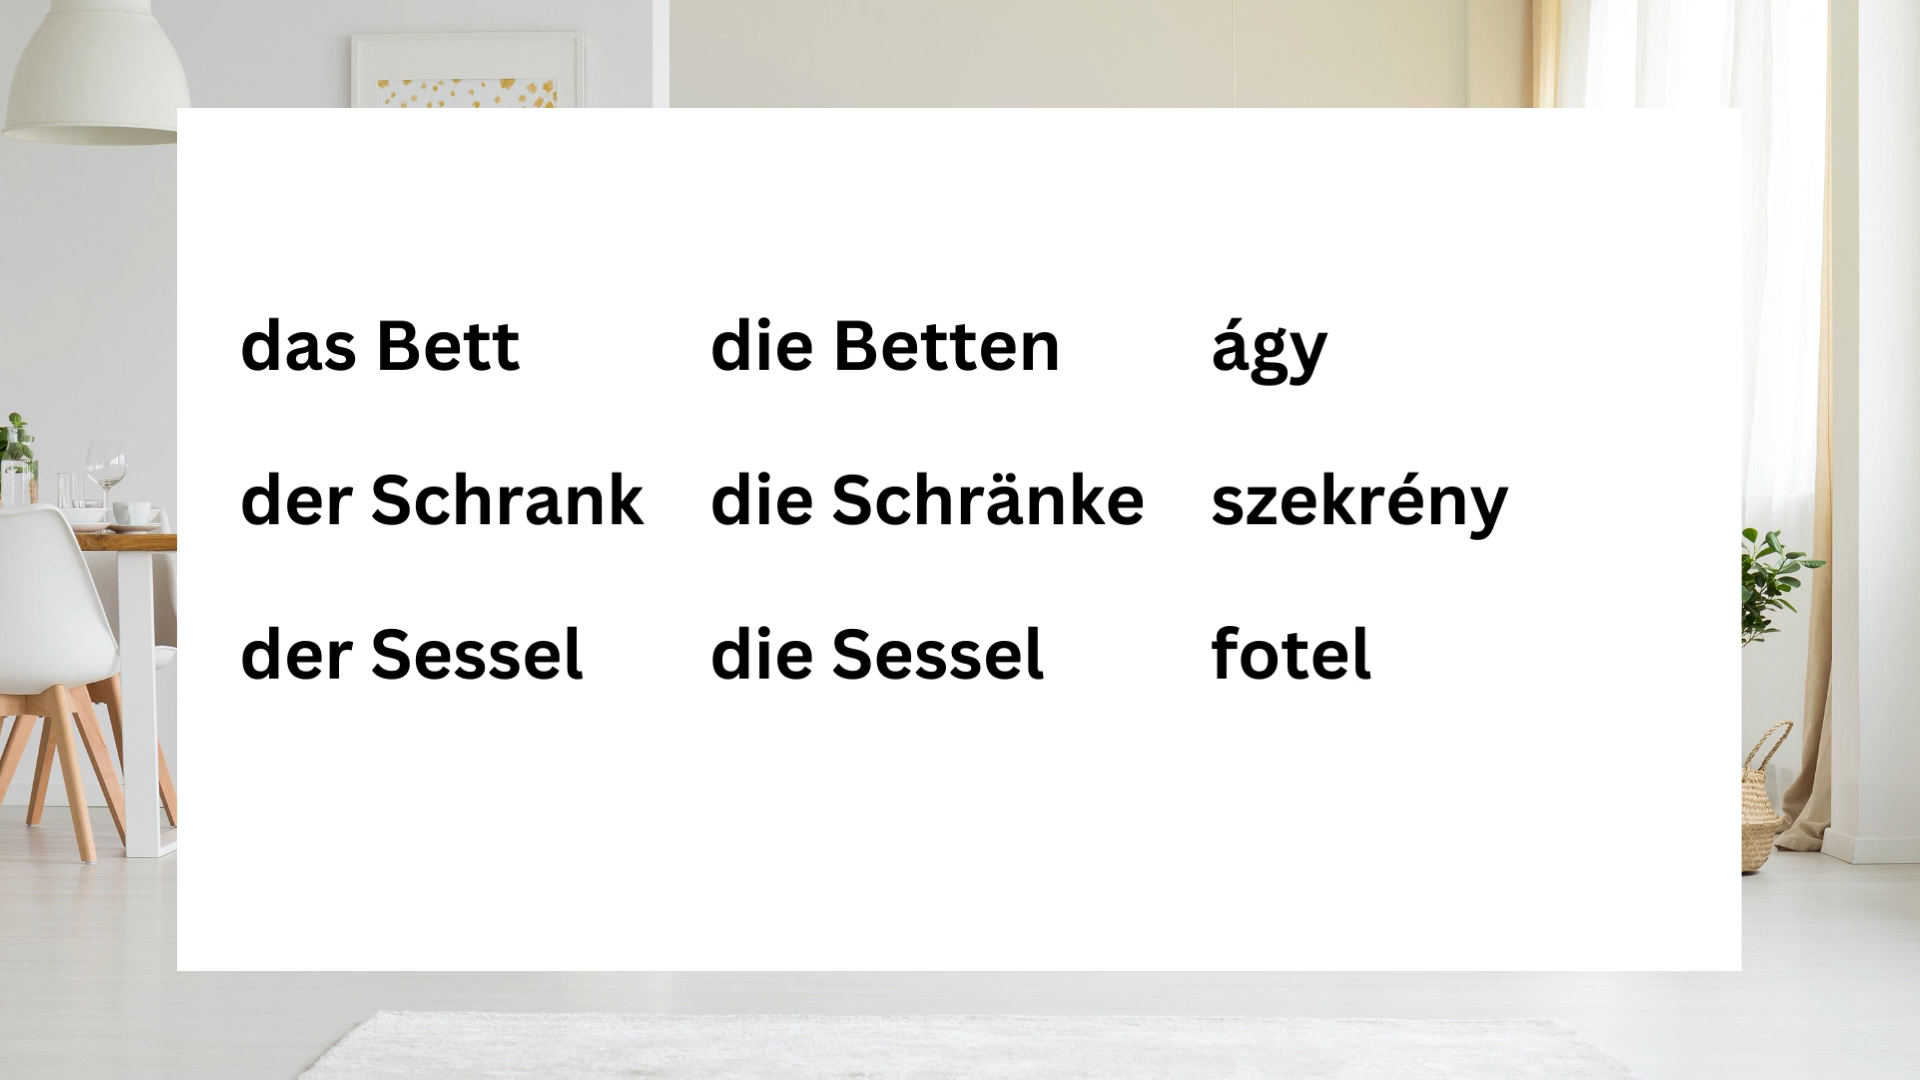 das Bett die Betten ágy
der Schrank die Schränke szekrény
der Sessel die Sessel fotel